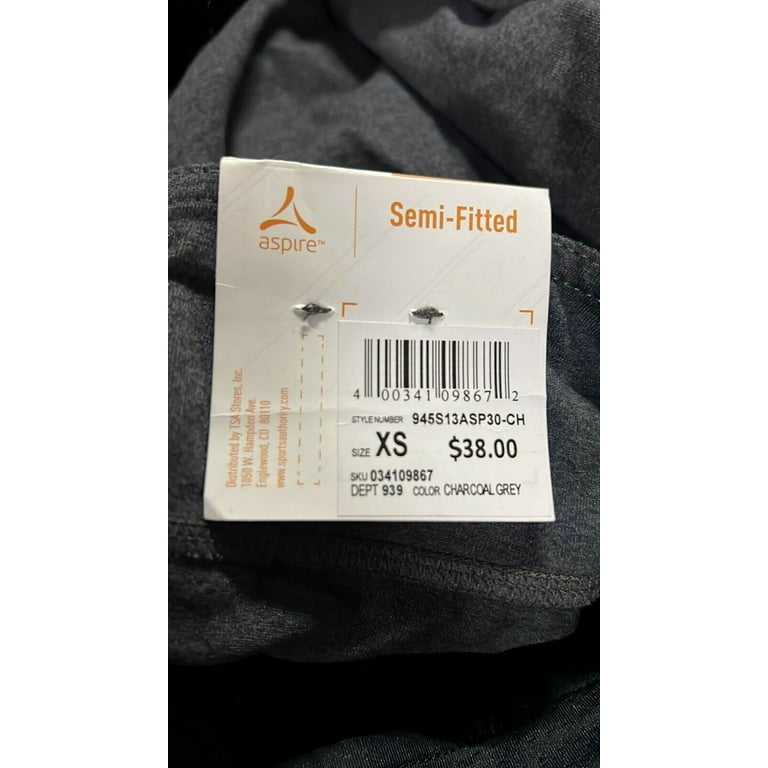 aspire™
Semi-Fitted
Distributed by TSA Stores, Inc.
1050 W. Hampden Ave.
Englewood, CO 80110
www.sportsauthority.com
4 00341 09867 2
STYLE NUMBER 945S13ASP30-CH
SIZE XS $38.00
SKU 034109867
DEPT 939 COLOR CHARCOAL GREY